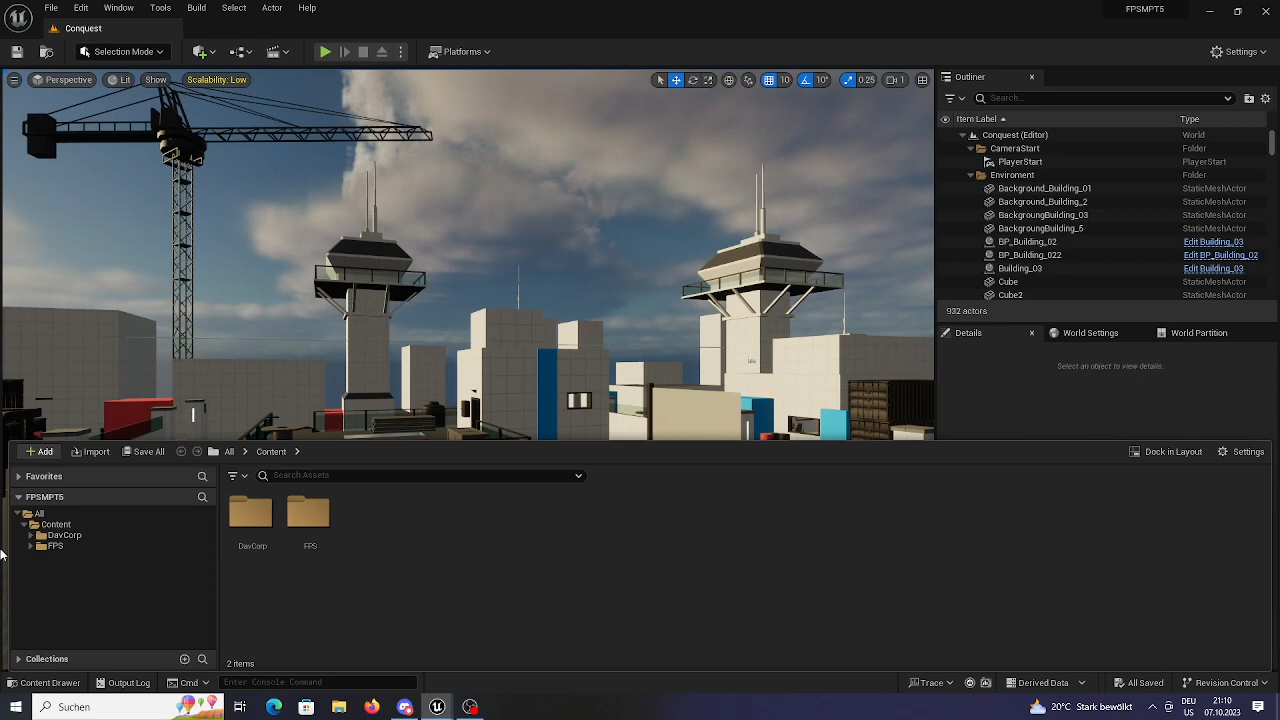 File Edit Window Tools Build Select Actor Help
FPSMPT5
Conquest
Selection Mode
Platforms
Settings
Perspective Lit Show Scalability: Low
10 10° 0.25 1
Outliner
Search...
Item Label Type
Conquest (Editor) World
CameraStart Folder
PlayerStart PlayerStart
Enviroment Folder
Background_Building_01 StaticMeshActor
Background_Building_2 StaticMeshActor
BackgroungBuilding_03 StaticMeshActor
BackgroundBuilding_5 StaticMeshActor
BP_Building_02 Edit Building_03
BP_Building_022 Edit BP_Building_02
Building_03 Edit Building_03
Cube StaticMeshActor
Cube2 StaticMeshActor
932 actors
Details World Settings World Partition
Select an object to view details.
Add Import Save All All Content
Dock in Layout Settings
Favorites
Search Assets
FPSMPT5
All
Content
DavCorp
FPS
DavCorp FPS
Collections
2 items
Content Drawer Output Log Cmd Enter Console Command
Trace Derived Data All Saved Revision Control
Suchen
20°C Stark Bewölkt
DEU
21:10
07.10.2023